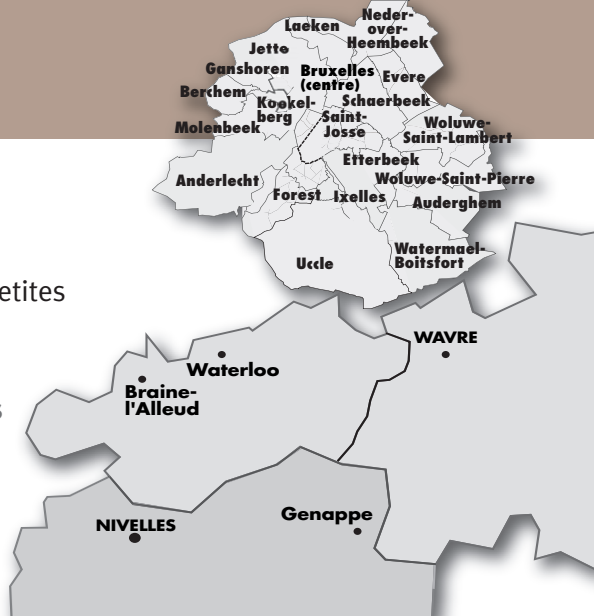 Neder-
over-
Heembeek
Laeken
Jette
Ganshoren
Bruxelles
(centre)
Evere
Berchem
Koekel-
berg
Schaerbeek
Molenbeek
Saint-
Josse
Woluwe-
Saint-Lambert
Etterbeek
Anderlecht
Woluwe-Saint-Pierre
Forest
Ixelles
Auderghem
Uccle
Watermael-
Boitsfort
etites
WAVRE
Waterloo
Braine-
l'Alleud
s
NIVELLES
Genappe